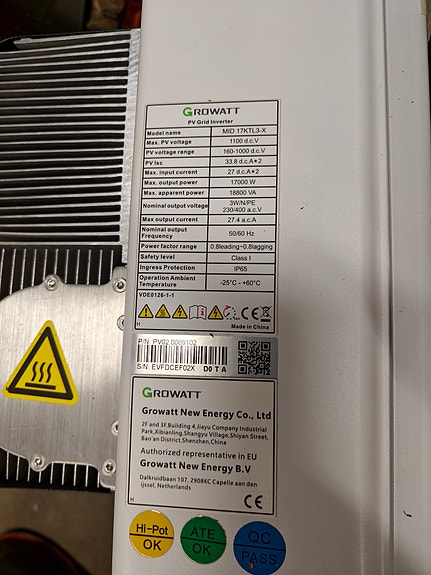 GROWATT
PV Grid Inverter
Model name MID 17KTL3-X
Max. PV voltage 1100 d.c.V
PV voltage range 160-1000 d.c.V
PV Isc 33.8 d.c.A*2
Max. input current 27 d.c.A*2
Max. output power 17000 W
Max. apparent power 18800 VA
Nominal output voltage 3W/N/PE 230/400 a.c.V
Max output current 27.4 a.c.A
Nominal output Frequency 50/60 Hz
Power factor range 0.8leading~0.8lagging
Safety level Class I
Ingress Protection IP65
Operation Ambient Temperature -25°C - +60°C
VDE0126-1-1
CE
H
Made in China
P/N: PV02.0089102
S/N: EVFDCEF02X D0 T A
GROWATT
Growatt New Energy Co., Ltd
2F and 3F,Building 4,Jiayu Company Industrial
Park,Xibianling,Shangyu Village,Shiyan Street,
Bao'an District,Shenzhen,China
Authorized representative in EU
Growatt New Energy B.V
Dalkruidbaan 107, 2908KC Capelle aan den
ijssel, Netherlands
H
CE
Hi-Pot
OK
ATE
OK
QC
PASS